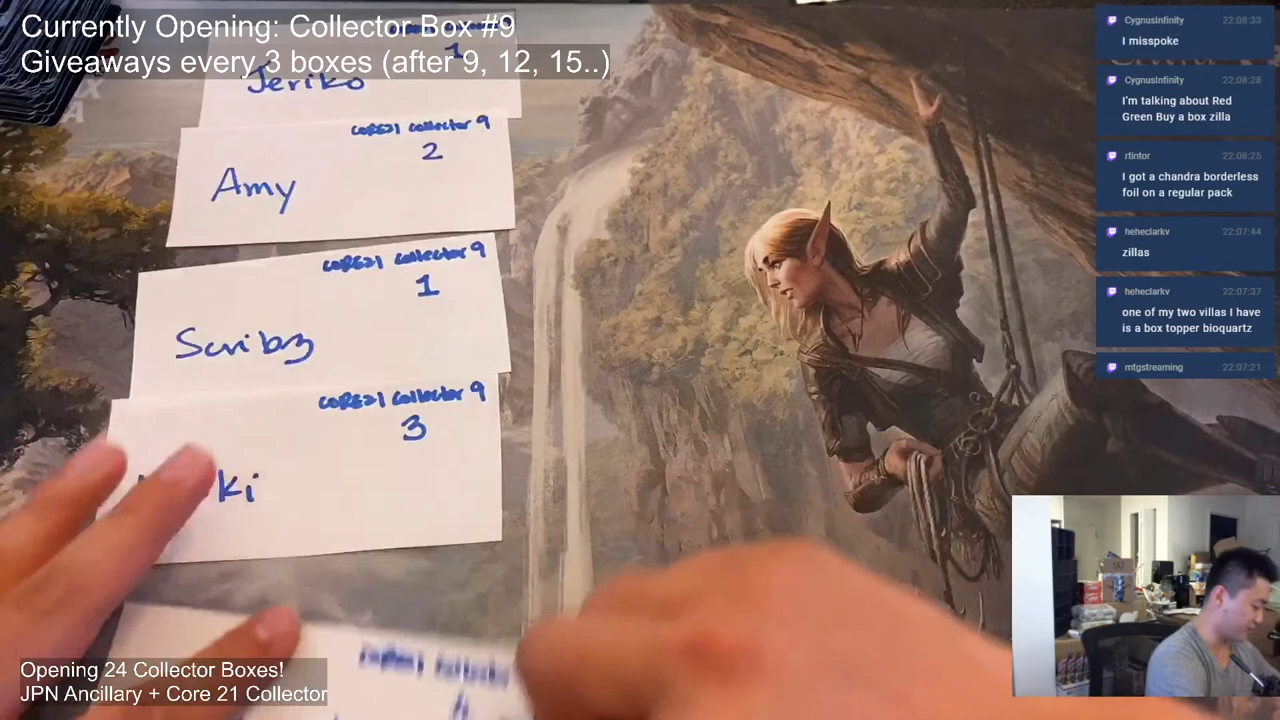 Currently Opening: Collector Box #9
Giveaways every 3 boxes (after 9, 12, 15..)
1
Jeriko
CORE21 Collector 9
2
Amy
CORE21 Collector 9
1
Scribz
CORE21 Collector 9
3
ki
Opening 24 Collector Boxes!
JPN Ancillary + Core 21 Collector
CygnusInfinity 22:08:33
I misspoke
CygnusInfinity 22:08:28
I'm talking about Red
Green Buy a box zilla
rtintor 22:08:25
I got a chandra borderless
foil on a regular pack
heheclarkv 22:07:44
zillas
heheclarkv 22:07:37
one of my two villas I have
is a box topper bioquartz
mtgstreaming 22:07:21